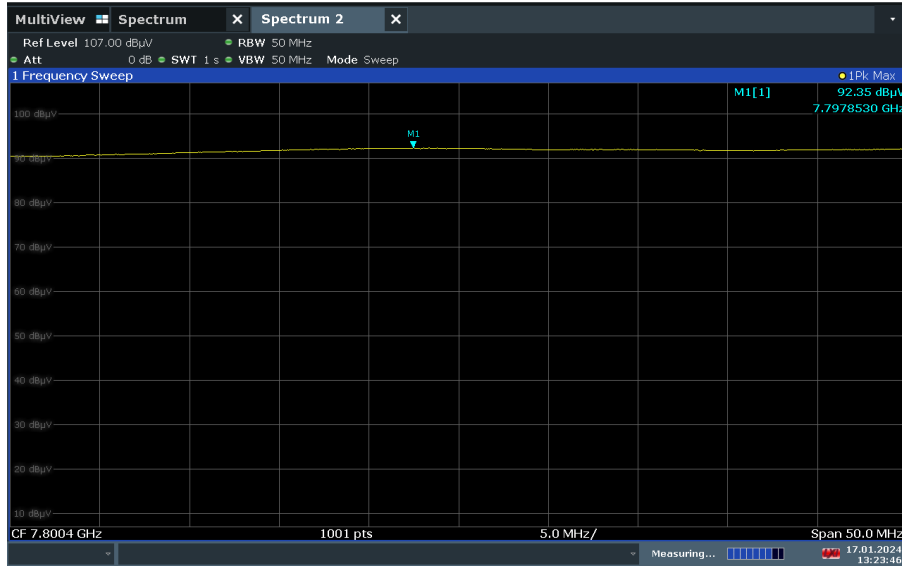 MultiView Spectrum X Spectrum 2 X
Ref Level 107.00 dBµV RBW 50 MHz
Att 0 dB SWT 1 s VBW 50 MHz Mode Sweep
1 Frequency Sweep 1Pk Max
M1[1] 92.35 dBµV
7.7978530 GHz
100 dBµV
M1
90 dBµV
80 dBµV
70 dBµV
60 dBµV
50 dBµV
40 dBµV
30 dBµV
20 dBµV
10 dBµV
CF 7.8004 GHz 1001 pts 5.0 MHz/ Span 50.0 MHz
Measuring... 17.01.2024
13:23:46